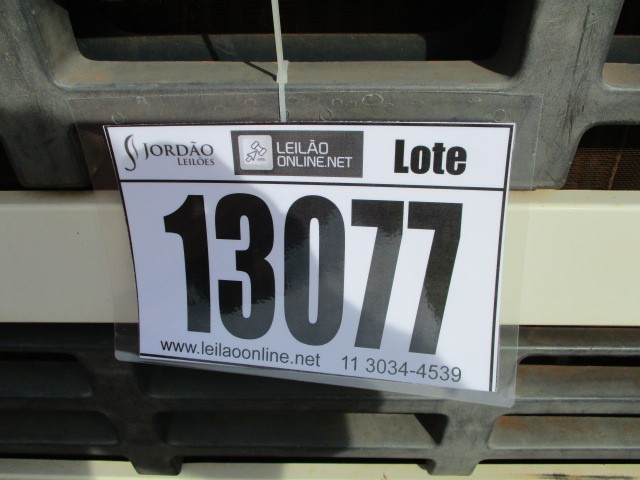 JORDÃO
LEILÕES
LEILÃO
ONLINE.NET
Lote
13077
www.leilaoonline.net 11 3034-4539